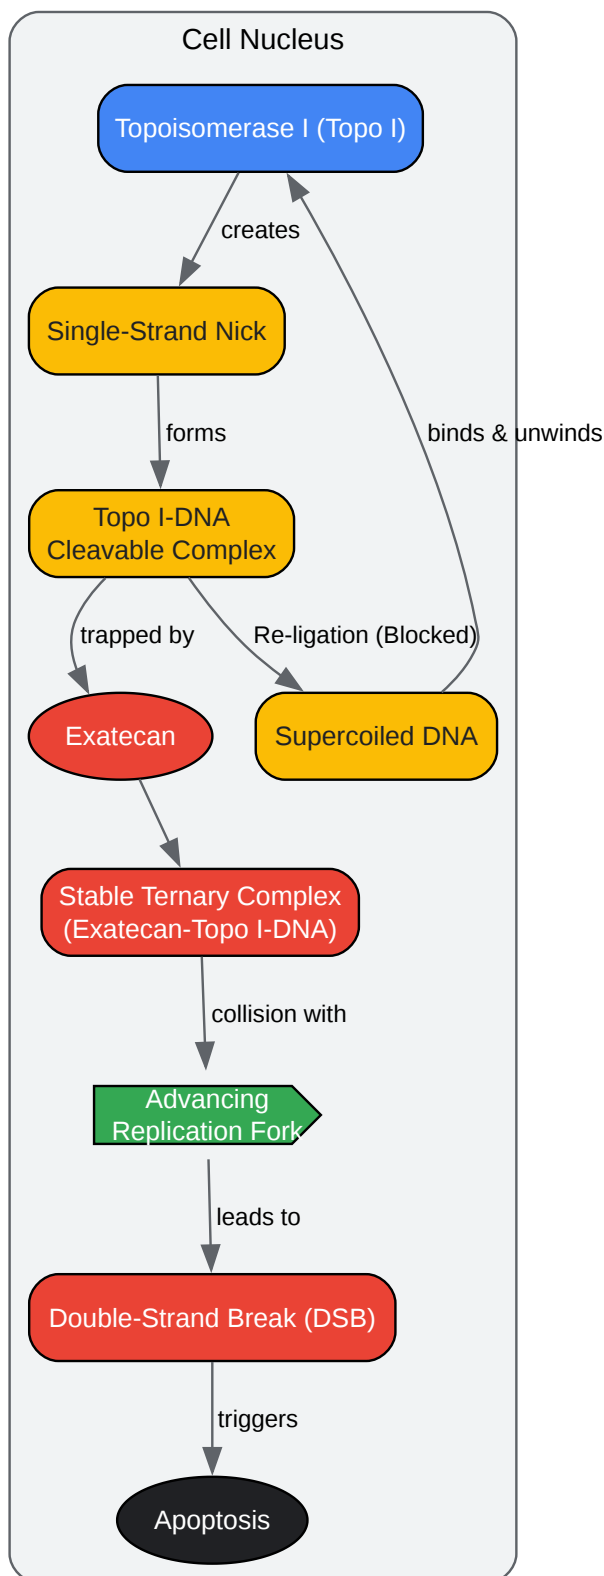 Cell Nucleus
Topoisomerase I (Topo I)
creates
Single-Strand Nick
forms
binds & unwinds
Topo I-DNA
Cleavable Complex
trapped by
Re-ligation (Blocked)
Exatecan
Supercoiled DNA
Stable Ternary Complex
(Exatecan-Topo I-DNA)
collision with
Advancing
Replication Fork
leads to
Double-Strand Break (DSB)
triggers
Apoptosis